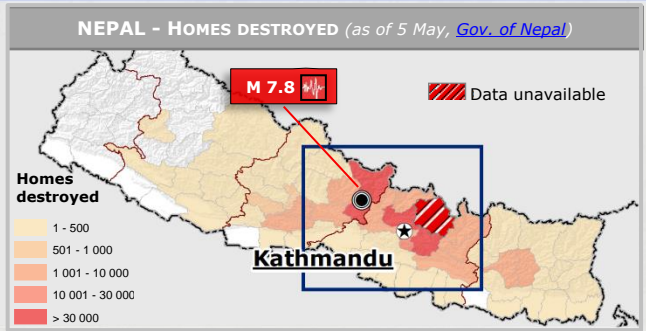 NEPAL - HOMES DESTROYED (as of 5 May, Gov. of Nepal)
M 7.8
Data unavailable
Homes
destroyed
1 - 500
501 - 1 000
1 001 - 10 000
10 001 - 30 000
> 30 000
Kathmandu